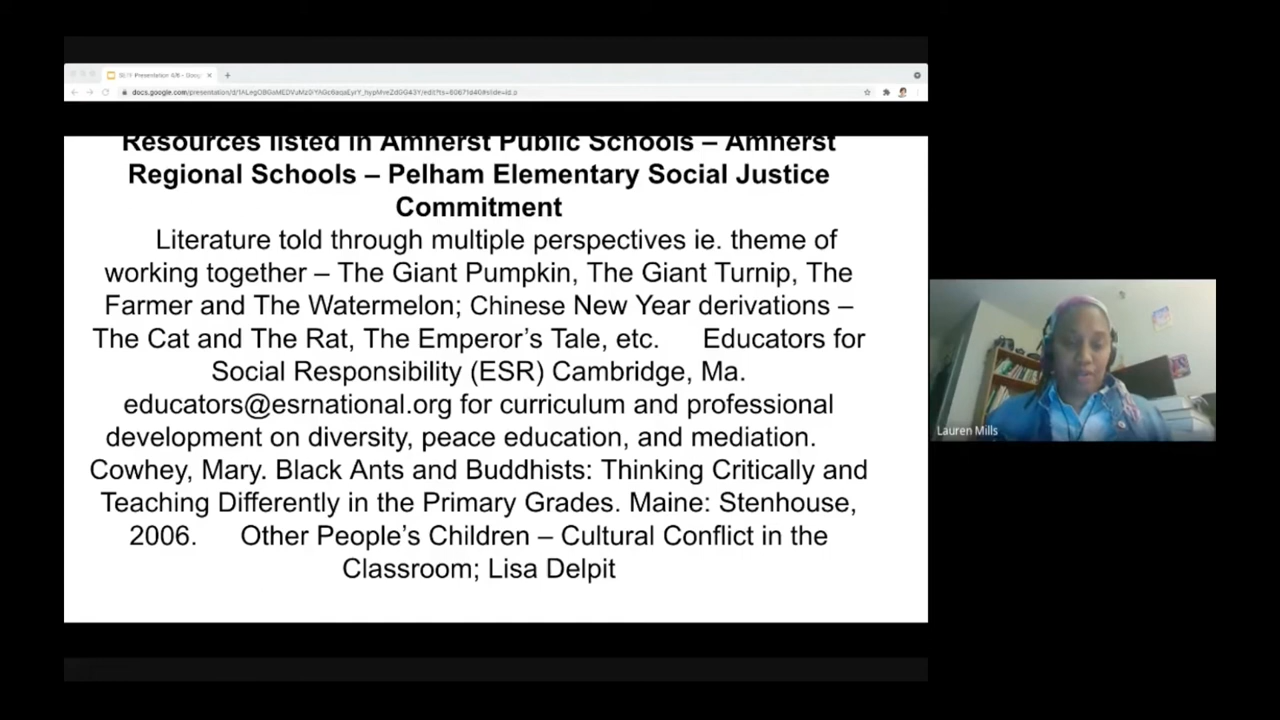 Presentation
docs.google.com/presentation/d/
Resources listed in Amherst Public Schools – Amherst
Regional Schools – Pelham Elementary Social Justice
Commitment
Literature told through multiple perspectives ie. theme of
working together – The Giant Pumpkin, The Giant Turnip, The
Farmer and The Watermelon; Chinese New Year derivations –
The Cat and The Rat, The Emperor’s Tale, etc. Educators for
Social Responsibility (ESR) Cambridge, Ma.
educators@esrnational.org for curriculum and professional
development on diversity, peace education, and mediation.
Cowhey, Mary. Black Ants and Buddhists: Thinking Critically and
Teaching Differently in the Primary Grades. Maine: Stenhouse,
2006. Other People’s Children – Cultural Conflict in the
Classroom; Lisa Delpit
Lauren Mills